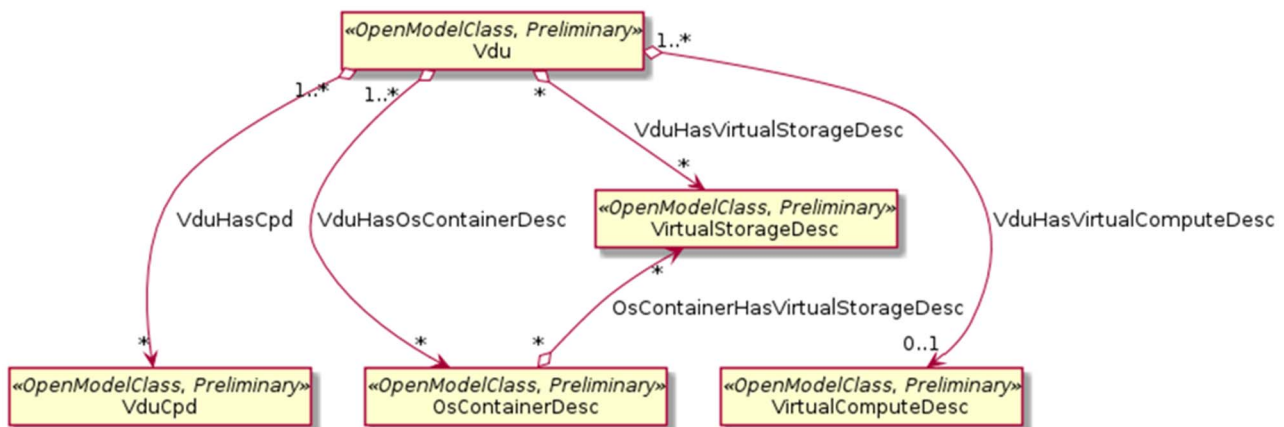 «OpenModelClass, Preliminary»
Vdu
1..*
1..*
1..*
*
VduHasVirtualStorageDesc
*
«OpenModelClass, Preliminary»
VirtualStorageDesc
VduHasCpd
VduHasOsContainerDesc
VduHasVirtualComputeDesc
*
OsContainerHasVirtualStorageDesc
*
*
*
0..1
«OpenModelClass, Preliminary»
VduCpd
«OpenModelClass, Preliminary»
OsContainerDesc
«OpenModelClass, Preliminary»
VirtualComputeDesc